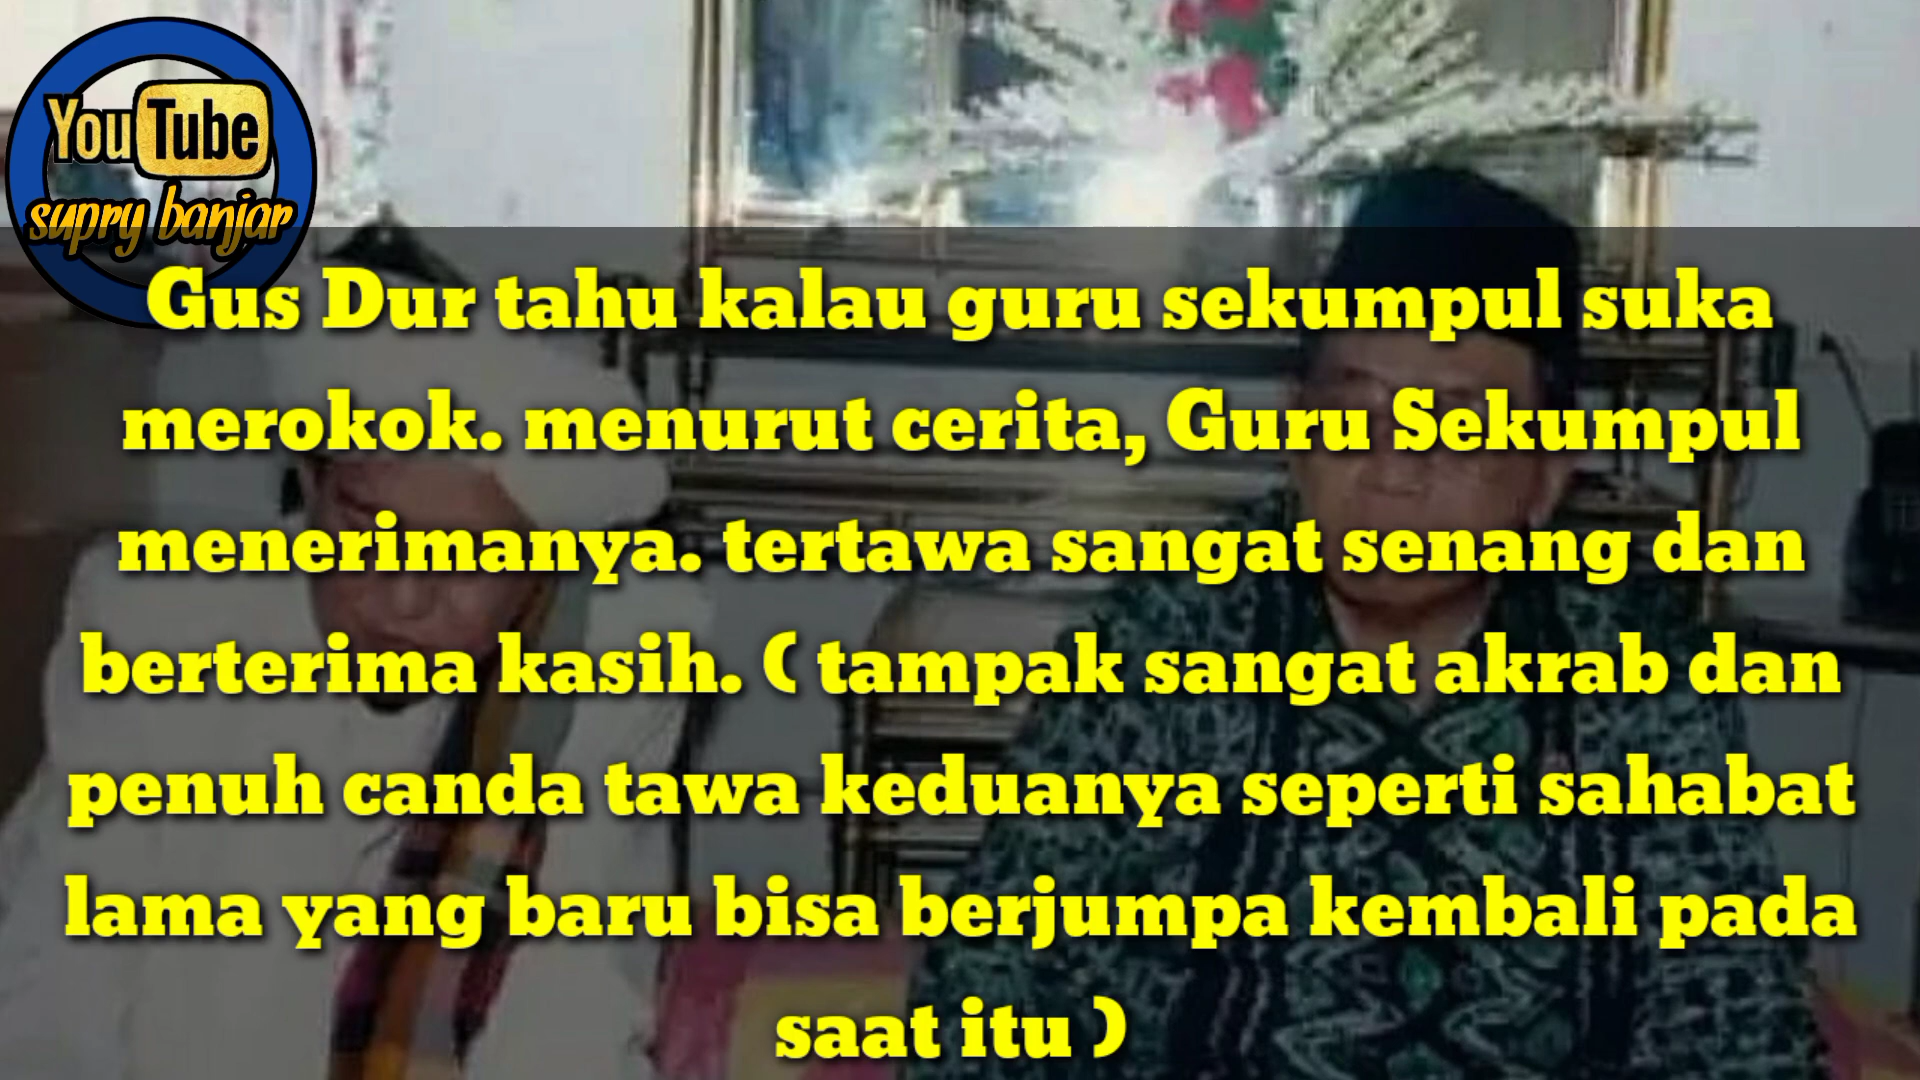 YouTube
supry banjar
Gus Dur tahu kalau guru sekumpul suka
merokok. menurut cerita, Guru Sekumpul
menerimanya. tertawa sangat senang dan
berterima kasih. ( tampak sangat akrab dan
penuh canda tawa keduanya seperti sahabat
lama yang baru bisa berjumpa kembali pada
saat itu )